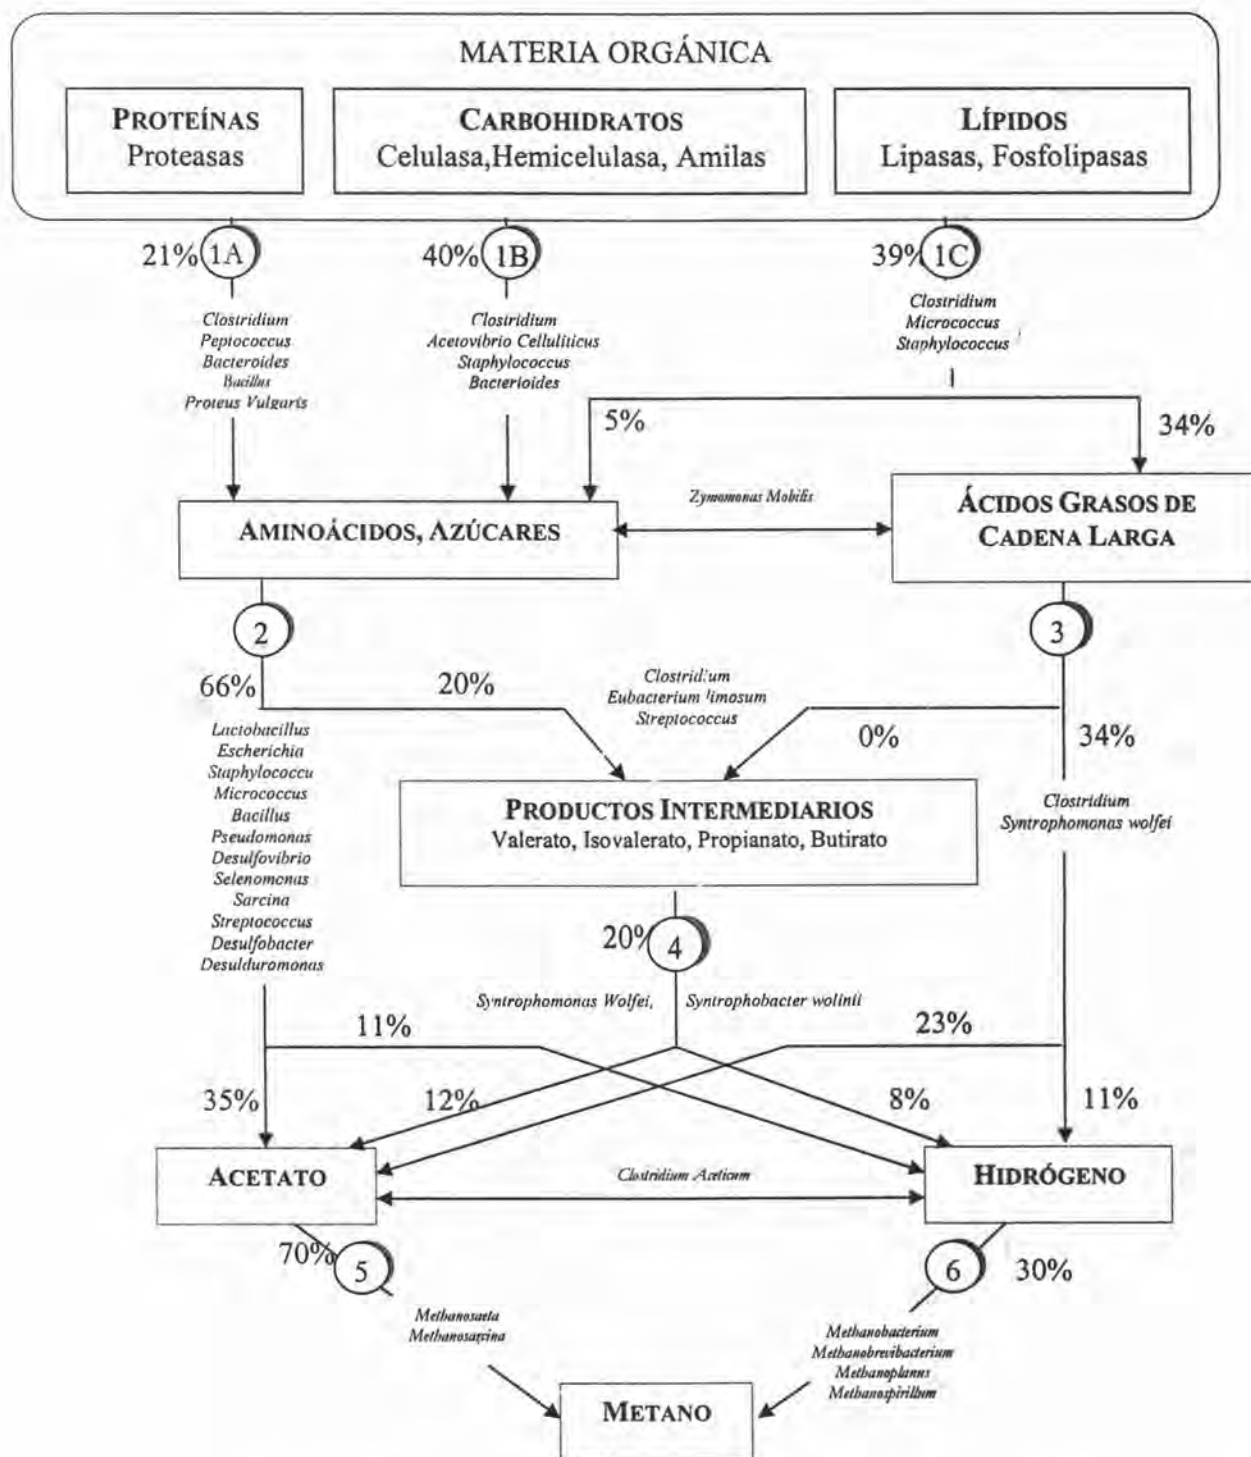 MATERIA ORGÁNICA
PROTEÍNAS
Proteasas
CARBOHIDRATOS
Celulasa,Hemicelulasa, Amilas
LÍPIDOS
Lipasas, Fosfolipasas
21% 1A
40% 1B
39% 1C
Clostridium
Peptococcus
Bacteroides
Bacillus
Proteus Vulgaris
Clostridium
Acetovibrio Celluliticus
Staphylococcus
Bacterioides
Clostridium
Micrococcus
Staphylococcus
5%
34%
AMINOÁCIDOS, AZÚCARES
Zymomonas Mobilis
ÁCIDOS GRASOS DE
CADENA LARGA
2
3
66%
20%
Clostridium
Eubacterium limosum
Streptococcus
0%
34%
Lactobacillus
Escherichia
Staphylococcu
Micrococcus
Bacillus
Pseudomonas
Desulfovibrio
Selenomonas
Sarcina
Streptococcus
Desulfobacter
Desulduromonas
PRODUCTOS INTERMEDIARIOS
Valerato, Isovalerato, Propianato, Butirato
Clostridium
Syntrophomonas wolfei
20% 4
Syntrophomonas Wolfei, Syntrophobacter wolinii
11%
23%
35%
12%
8%
11%
ACETATO
Clostridium Aceticum
HIDRÓGENO
70% 5
6 30%
Methanosaeta
Methanosarcina
Methanobacterium
Methanobrevibacterium
Methanoplanns
Methanospirilbum
METANO